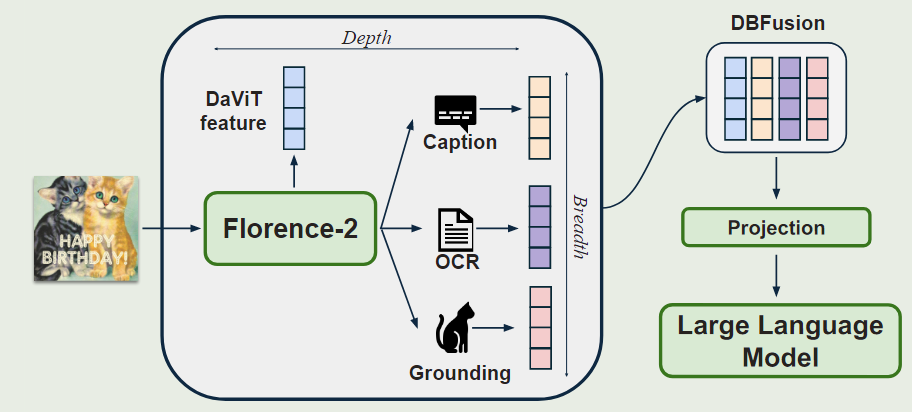 DBFusion
Depth
DaViT
feature
Caption
HAPPY
BIRTHDAY!
Florence-2
OCR
Breadth
Grounding
Projection
Large Language
Model